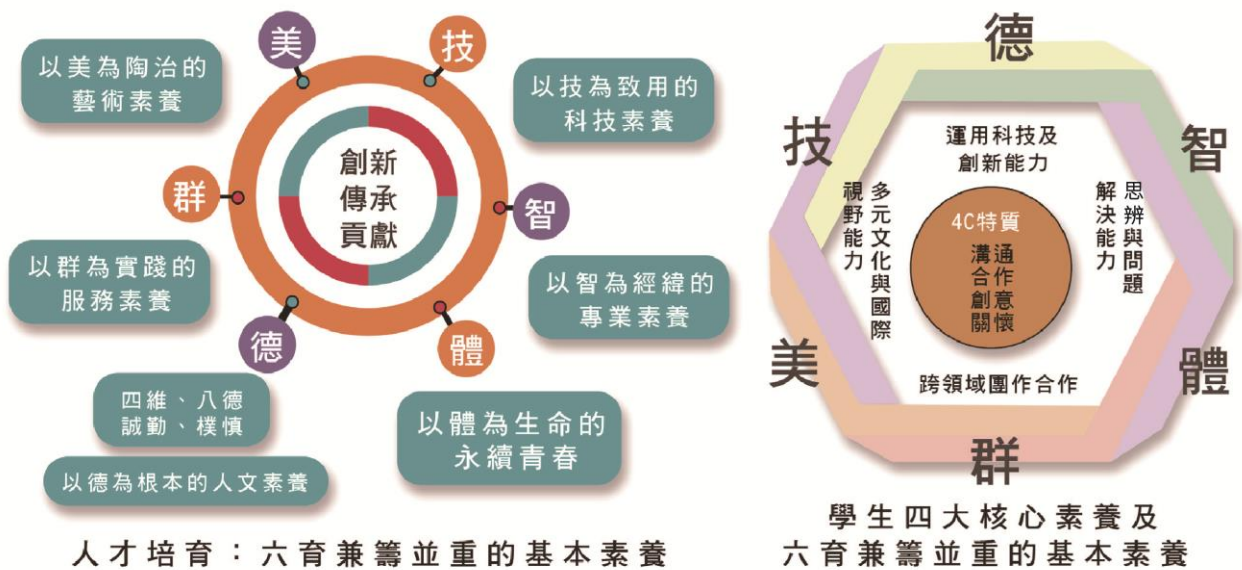 美
技
以美為陶冶的
藝術素養
以技為致用的
科技素養
群
創新
傳承
貢獻
智
以群為實踐的
服務素養
以智為經緯的
專業素養
德
體
四維、八德
誠勤、樸慎
以體為生命的
永續青春
以德為根本的人文素養
人才培育：六育兼籌並重的基本素養
德
技
智
運用科技及
創新能力
多元文化與國際
視野能力
思辨與問題
解決能力
4C特質
溝通
合作
創意
關懷
美
體
跨領域團作合作
群
學生四大核心素養及
六育兼籌並重的基本素養